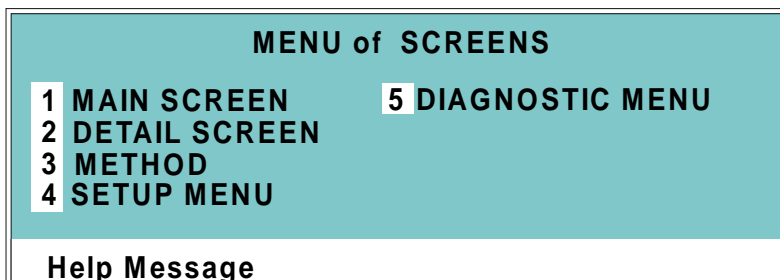 MENU of SCREENS
1 MAIN SCREEN 5 DIAGNOSTIC MENU
2 DETAIL SCREEN
3 METHOD
4 SETUP MENU
Help Message